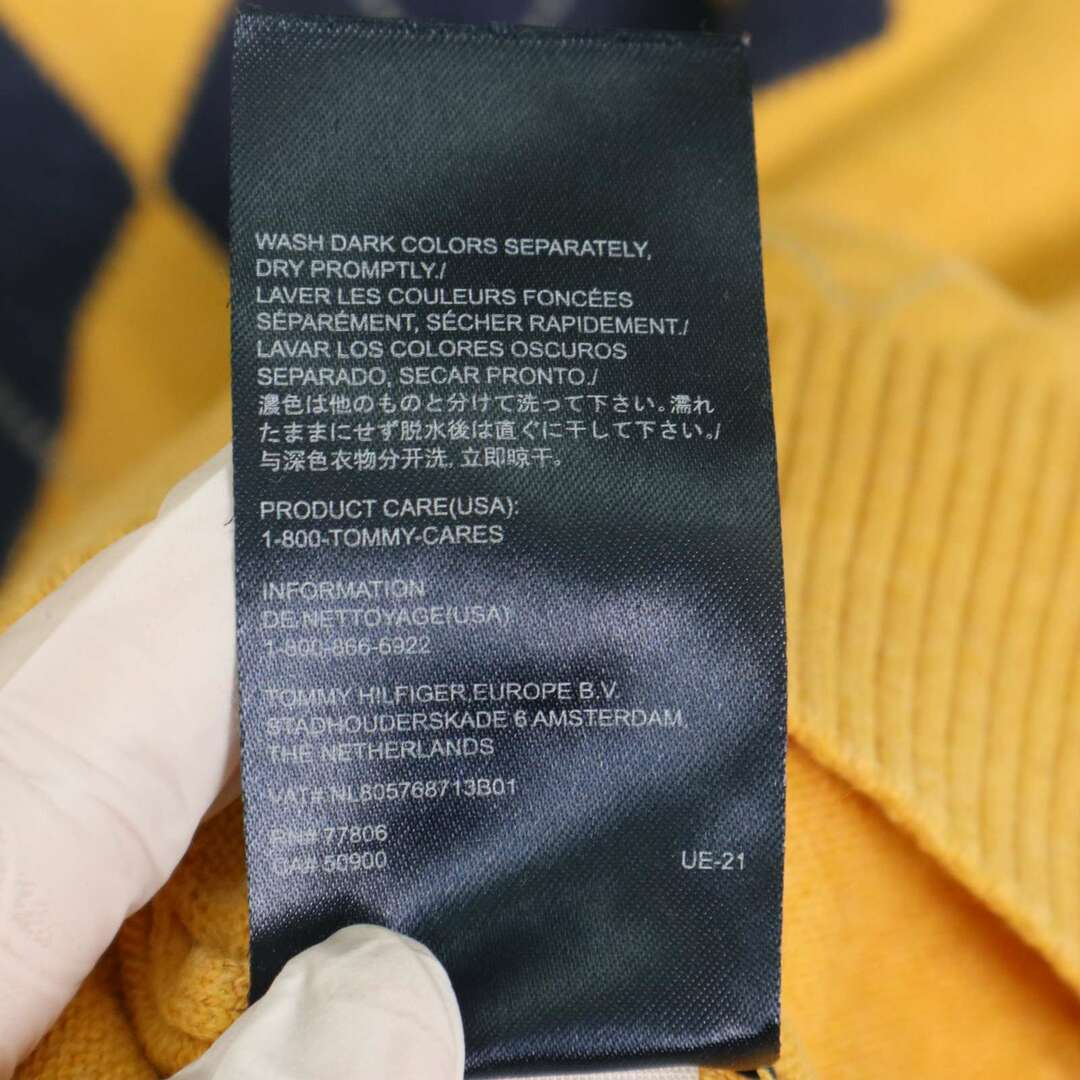 WASH DARK COLORS SEPARATELY,
DRY PROMPTLY./
LAVER LES COULEURS FONCÉES
SÉPARÉMENT, SÉCHER RAPIDEMENT./
LAVAR LOS COLORES OSCUROS
SEPARADO, SECAR PRONTO./
濃色は他のものと分けて洗って下さい。濡れ
たままにせず脱水後は直ぐに干して下さい。/
与深色衣物分开洗,立即晾干。
PRODUCT CARE(USA):
1-800-TOMMY-CARES
INFORMATION
DE NETTOYAGE(USA)
1-800-866-6922
TOMMY HILFIGER EUROPE B.V.
STADHOUDERSKADE 6 AMSTERDAM,
THE NETHERLANDS
VAT# NL805768713B01
RN# 77806
CA# 50900 UE-21